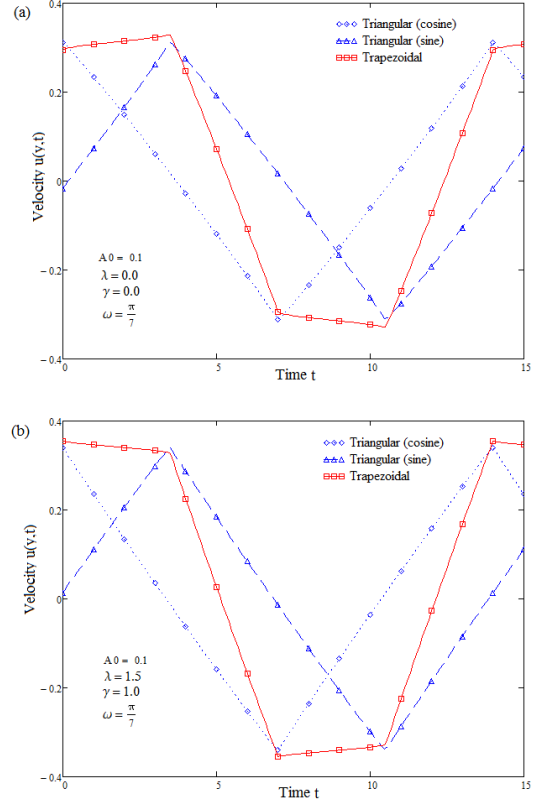 (a)
0.4
0.2
0
− 0.2
− 0.4
Velocity u(y,t)
Triangular (cosine)
Triangular (sine)
Trapezoidal
A 0 = 0.1
λ = 0.0
γ = 0.0
ω = π/7
0
5
10
15
Time t
(b)
0.4
0.2
0
− 0.2
− 0.4
Velocity u(y,t)
Triangular (cosine)
Triangular (sine)
Trapezoidal
A 0 = 0.1
λ = 1.5
γ = 1.0
ω = π/7
0
5
10
15
Time t